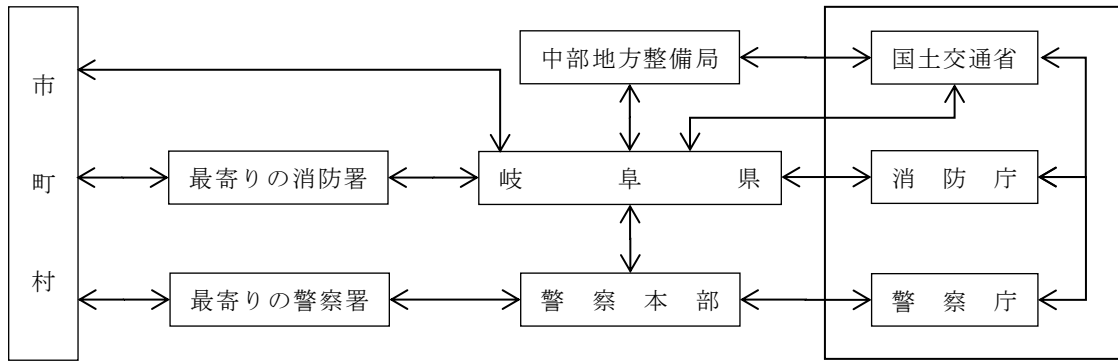 市町村
中部地方整備局
国土交通省
最寄りの消防署
岐阜県
消防庁
最寄りの警察署
警察本部
警察庁